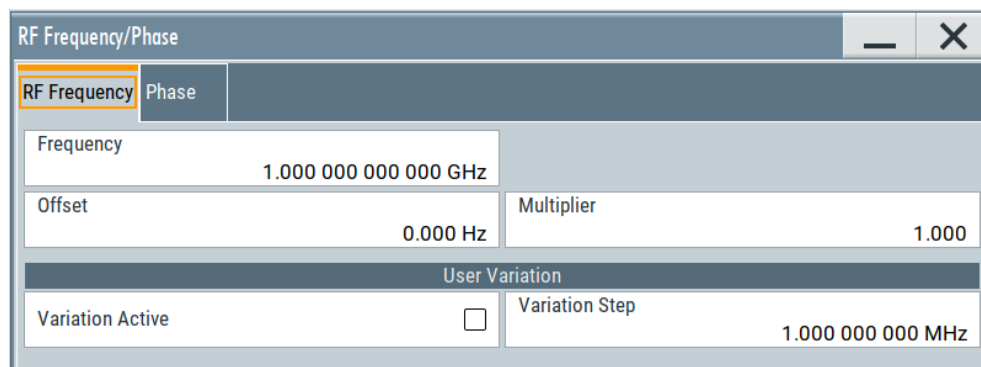 RF Frequency/Phase
RF Frequency Phase
Frequency
1.000 000 000 000 GHz
Offset
0.000 Hz
Multiplier
1.000
User Variation
Variation Active
Variation Step
1.000 000 000 MHz